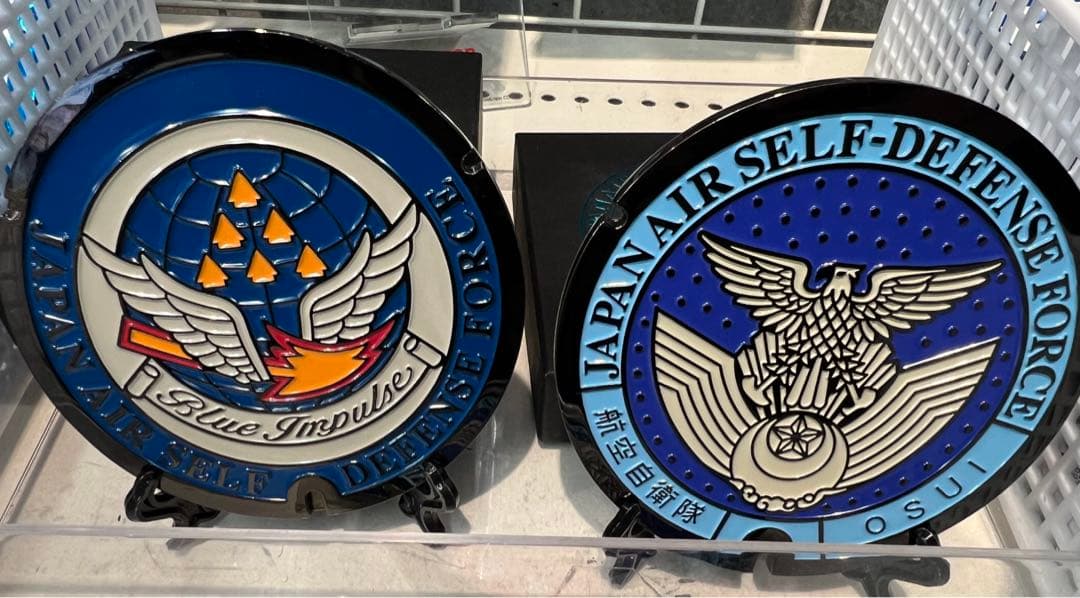 JAPAN AIR SELF DEFENSE FORCE
Blue Impulse
JAPAN AIR SELF-DEFENSE FORCE
航空自衛隊
OSUI